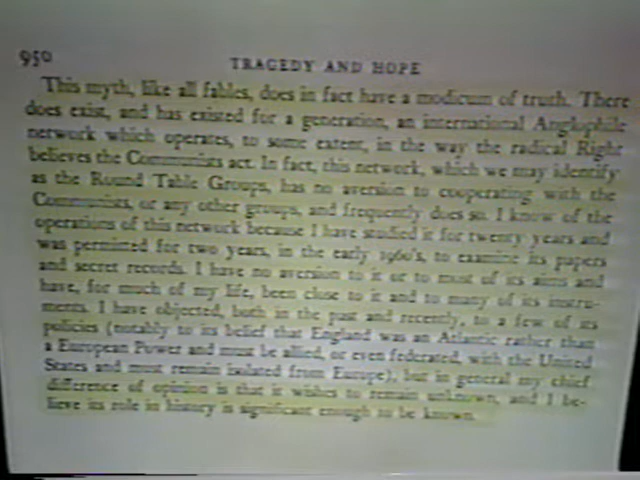 950 TRAGEDY AND HOPE
This myth, like all fables, does in fact have a modicum of truth. There
does exist, and has existed for a generation, an international Anglophile
network which operates, to some extent, in the way the radical Right
believes the Communists act. In fact, this network, which we may identify
as the Round Table Groups, has no aversion to cooperating with the
Communists, or any other groups, and frequently does so. I know of the
operations of this network because I have studied it for twenty years and
was permitted for two years, in the early 1960's, to examine its papers
and secret records. I have no aversion to it or to most of its aims and
have, for much of my life, been close to it and to many of its instru-
ments. I have objected, both in the past and recently, to a few of its
policies (notably to its belief that England was an Atlantic rather than
a European Power and must be allied, or even federated, with the United
States and must remain isolated from Europe), but in general my chief
difference of opinion is that it wishes to remain unknown, and I be-
lieve its role in history is significant enough to be known.